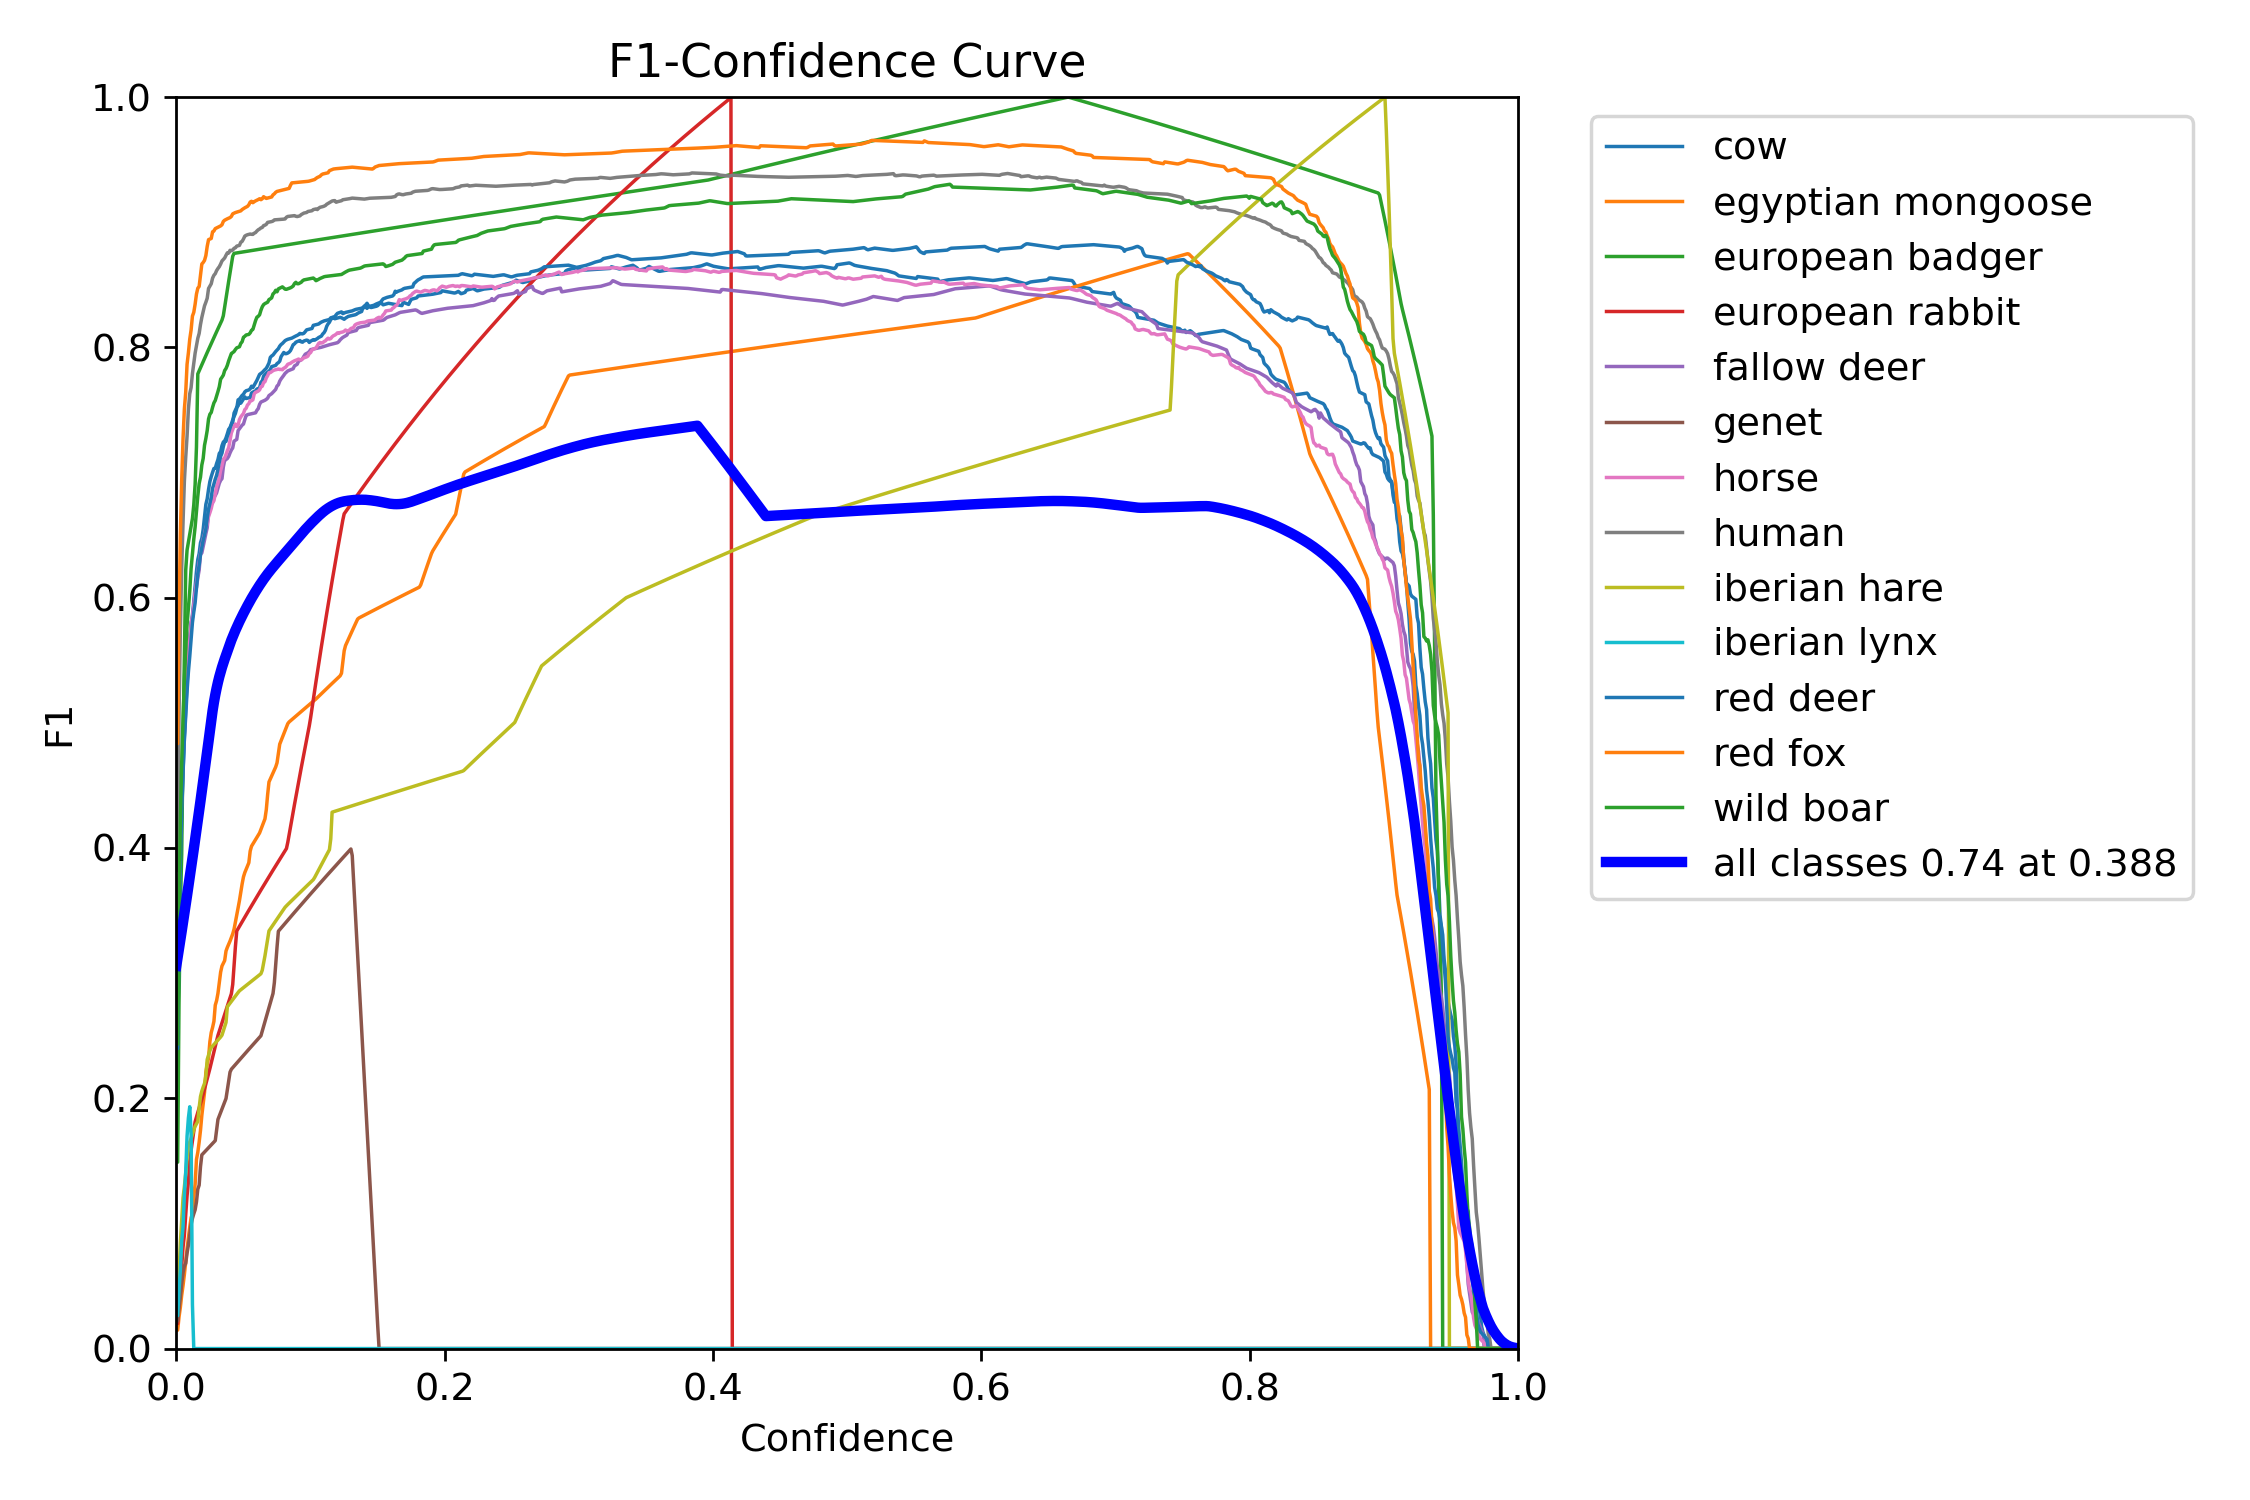 F1-Confidence Curve
1.0
0.8
0.6
0.4
0.2
0.0
F1
0.0 0.2 0.4 0.6 0.8 1.0
Confidence
cow
egyptian mongoose
european badger
european rabbit
fallow deer
genet
horse
human
iberian hare
iberian lynx
red deer
red fox
wild boar
all classes 0.74 at 0.388